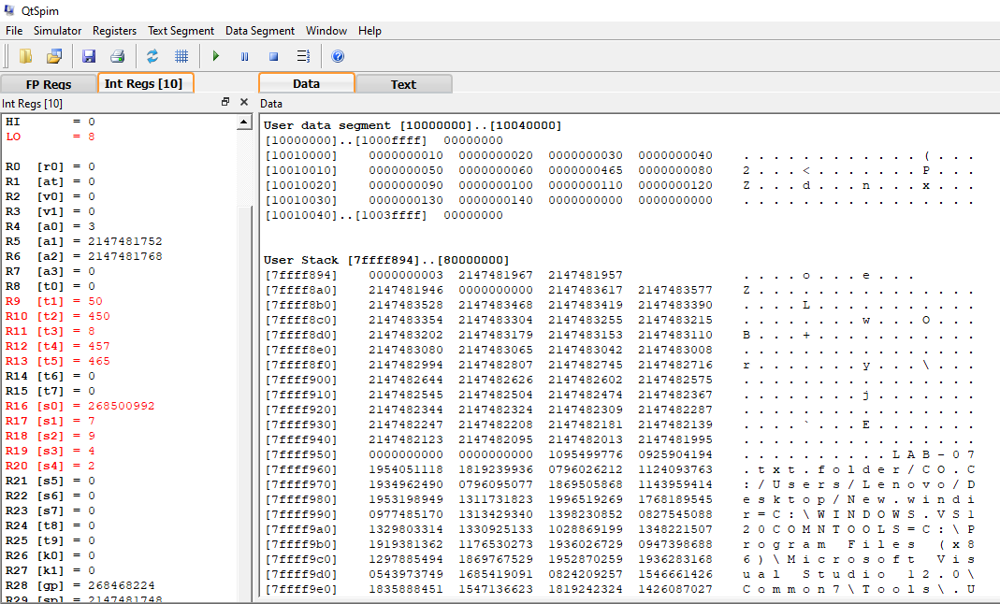 QtSpim
File Simulator Registers Text Segment Data Segment Window Help
FP Regs Int Regs [10] Data Text
Int Regs [10] Data
HI = 0
LO = 8
R0 [r0] = 0
R1 [at] = 0
R2 [v0] = 0
R3 [v1] = 0
R4 [a0] = 3
R5 [a1] = 2147481752
R6 [a2] = 2147481768
R7 [a3] = 0
R8 [t0] = 0
R9 [t1] = 50
R10 [t2] = 450
R11 [t3] = 8
R12 [t4] = 457
R13 [t5] = 465
R14 [t6] = 0
R15 [t7] = 0
R16 [s0] = 268500992
R17 [s1] = 7
R18 [s2] = 9
R19 [s3] = 4
R20 [s4] = 2
R21 [s5] = 0
R22 [s6] = 0
R23 [s7] = 0
R24 [t8] = 0
R25 [t9] = 0
R26 [k0] = 0
R27 [k1] = 0
R28 [gp] = 268468224
R29 [sp] = 2147481748
User data segment [10000000]..[10040000]
[10000000]..[1000ffff] 00000000
[10010000] 0000000010 0000000020 0000000030 0000000040 . . . . . . . . . . . . ( . . .
[10010010] 0000000050 0000000060 0000000465 0000000080 2 . . . < . . . . . . . P . . .
[10010020] 0000000090 0000000100 0000000110 0000000120 Z . . . d . . . n . . . x . . .
[10010030] 0000000130 0000000140 0000000000 0000000000 . . . . . . . . . . . . . . . .
[10010040]..[1003ffff] 00000000
User Stack [7ffff894]..[80000000]
[7ffff894] 0000000003 2147481967 2147481957 . . . . o . . . e . . .
[7ffff8a0] 2147481946 0000000000 2147483617 2147483577 Z . . . . . . . . . . . . . . .
[7ffff8b0] 2147483528 2147483468 2147483419 2147483390 . . . . L . . . . . . . . . . .
[7ffff8c0] 2147483354 2147483304 2147483255 2147483215 . . . . . . . . w . . . O . . .
[7ffff8d0] 2147483202 2147483179 2147483153 2147483110 B . . . + . . . . . . . . . . .
[7ffff8e0] 2147483080 2147483065 2147483042 2147483008 . . . . . . . . . . . . . . . .
[7ffff8f0] 2147482994 2147482807 2147482745 2147482716 r . . . . . . . y . . . \ . . .
[7ffff900] 2147482644 2147482626 2147482602 2147482575 . . . . . . . . . . . . . . . .
[7ffff910] 2147482545 2147482504 2147482474 2147482367 . . . . . . . . j . . . . . . .
[7ffff920] 2147482344 2147482324 2147482309 2147482287 . . . . . . . . . . . . . . . .
[7ffff930] 2147482247 2147482208 2147482181 2147482139 . . . . ` . . . E . . . . . . .
[7ffff940] 2147482123 2147482095 2147482013 2147481995 . . . . . . . . . . . . . . . .
[7ffff950] 0000000000 0000000000 1095499776 0925904194 . . . . . . . . . L A B - 0 7
[7ffff960] 1954051118 1819239936 0796026212 1124093763 . t x t . f o l d e r / C O . C
[7ffff970] 1934962490 0796095077 1869505868 1143959414 : / U s e r s / L e n o v o / D
[7ffff980] 1953198949 1311731823 1996519269 1768189545 e s k t o p / N e w . w i n d i
[7ffff990] 0977485170 1313429340 1398230852 0827545088 r = C : \ W I N D O W S . V S 1
[7ffff9a0] 1329803314 1330925133 1028869199 1348221507 2 0 C O M N T O O L S = C : \ P
[7ffff9b0] 1919381362 1176530273 1936026729 0947398688 r o g r a m F i l e s ( x 8
[7ffff9c0] 1297885494 1869767529 1952870259 1936283168 6 ) \ M i c r o s o f t V i s
[7ffff9d0] 0543973749 1685419091 0824209257 1546661426 u a l S t u d i o 1 2 . 0 \
[7ffff9e0] 1835888451 1547136623 1819242324 1426087027 C o m m o n 7 \ T o o l s \ . U